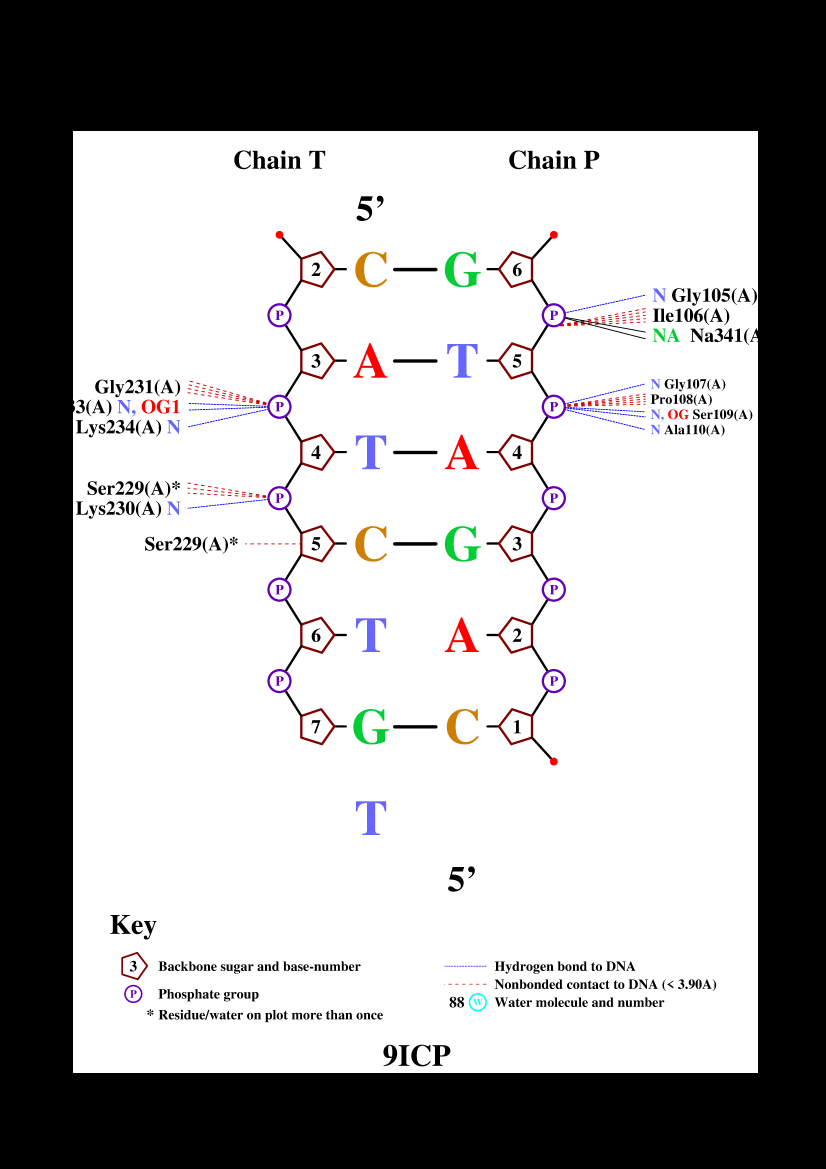 Chain T Chain P
5’
2 C G 6
P P N Gly105(A)
Ile106(A)
NA Na341(A
3 A T 5
Gly231(A) N Gly107(A)
Pro108(A)
33(A) N, OG1 P P N, OG Ser109(A)
Lys234(A) N N Ala110(A)
4 T A 4
Ser229(A)* P P
Lys230(A) N
Ser229(A)* 5 C G 3
P P
6 T A 2
P P
7 G C 1
T
5’
Key
3 Backbone sugar and base-number
P Phosphate group
* Residue/water on plot more than once
Hydrogen bond to DNA
Nonbonded contact to DNA (< 3.90A)
88 W Water molecule and number
9ICP